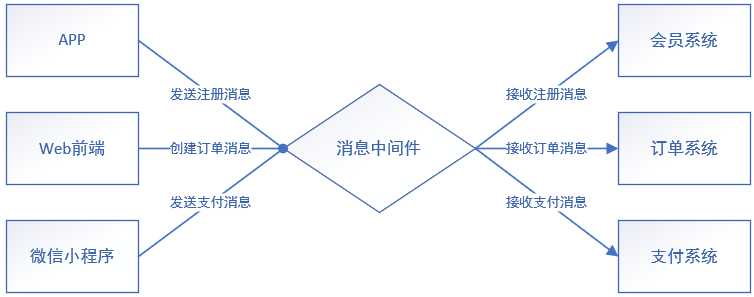 APP
会员系统
发送注册消息
接收注册消息
Web前端
创建订单消息
消息中间件
接收订单消息
订单系统
发送支付消息
接收支付消息
微信小程序
支付系统